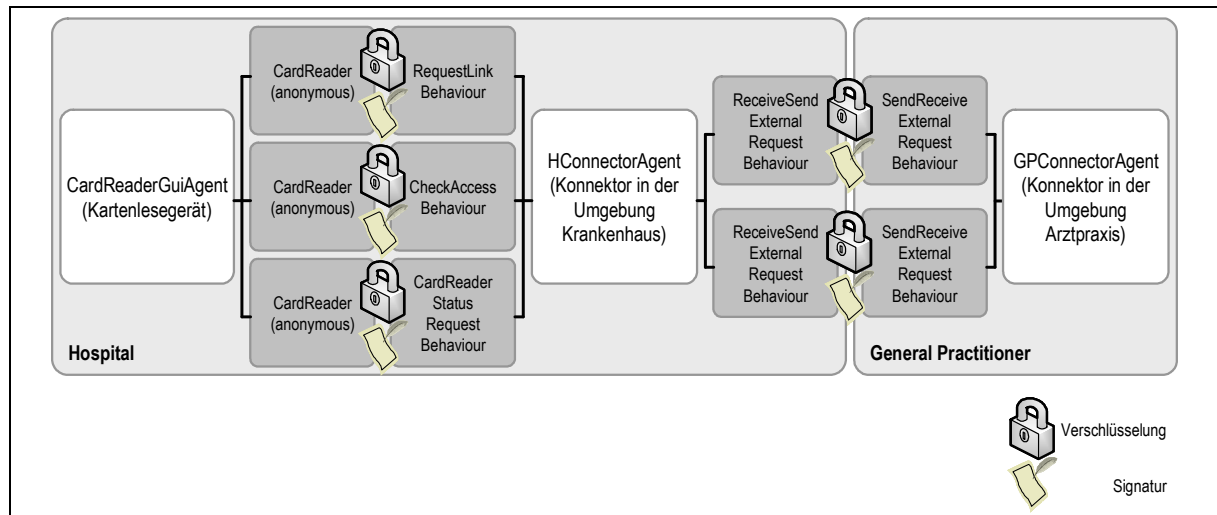 CardReaderGuiAgent
(Kartenlesegerät)
CardReader
(anonymous)
RequestLink
Behaviour
CardReader
(anonymous)
CheckAccess
Behaviour
CardReader
(anonymous)
CardReader
Status
Request
Behaviour
HConnectorAgent
(Konnektor in der
Umgebung
Krankenhaus)
ReceiveSend
External
Request
Behaviour
SendReceive
External
Request
Behaviour
ReceiveSend
External
Request
Behaviour
SendReceive
External
Request
Behaviour
GPConnectorAgent
(Konnektor in der
Umgebung
Arztpraxis)
Hospital
General Practitioner
Verschlüsselung
Signatur